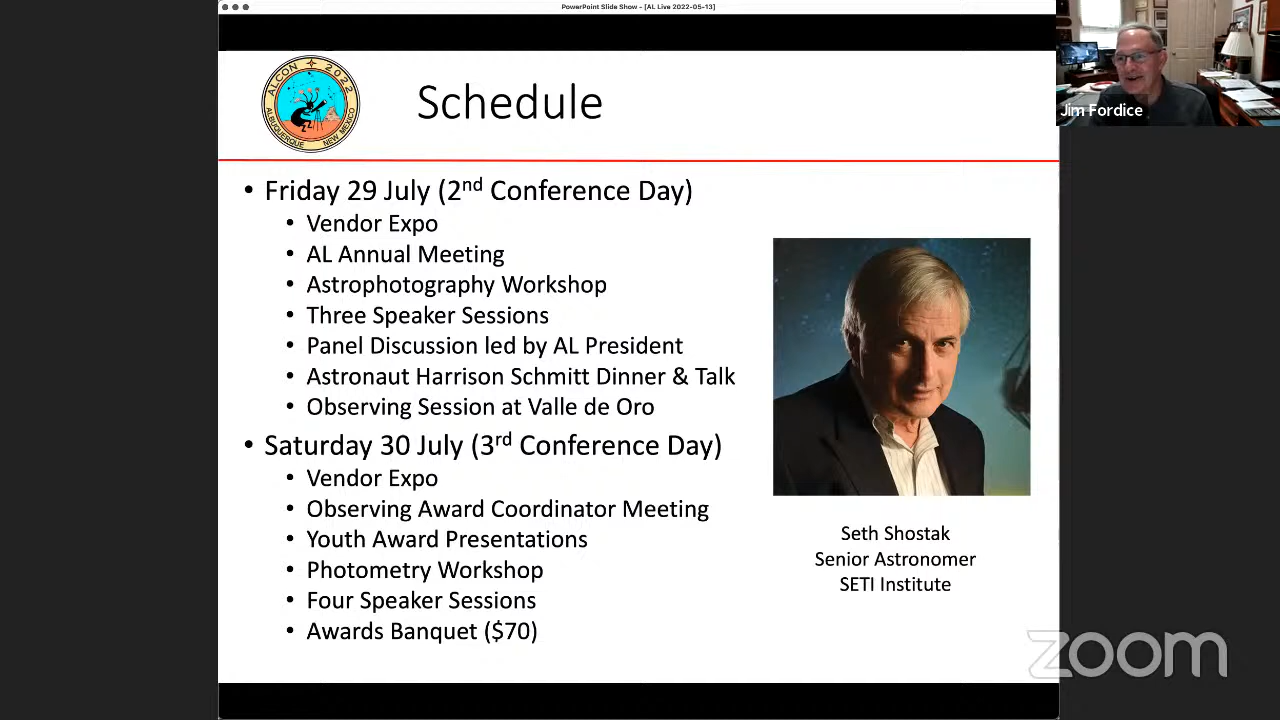 PowerPoint Slide Show - [AL Live 2022-05-13]
ALCON 2022
ALBUQUERQUE NEW MEXICO
Schedule
Jim Fordice
• Friday 29 July (2nd Conference Day)
• Vendor Expo
• AL Annual Meeting
• Astrophotography Workshop
• Three Speaker Sessions
• Panel Discussion led by AL President
• Astronaut Harrison Schmitt Dinner & Talk
• Observing Session at Valle de Oro
• Saturday 30 July (3rd Conference Day)
• Vendor Expo
• Observing Award Coordinator Meeting
• Youth Award Presentations
• Photometry Workshop
• Four Speaker Sessions
• Awards Banquet ($70)
Seth Shostak
Senior Astronomer
SETI Institute
zoom